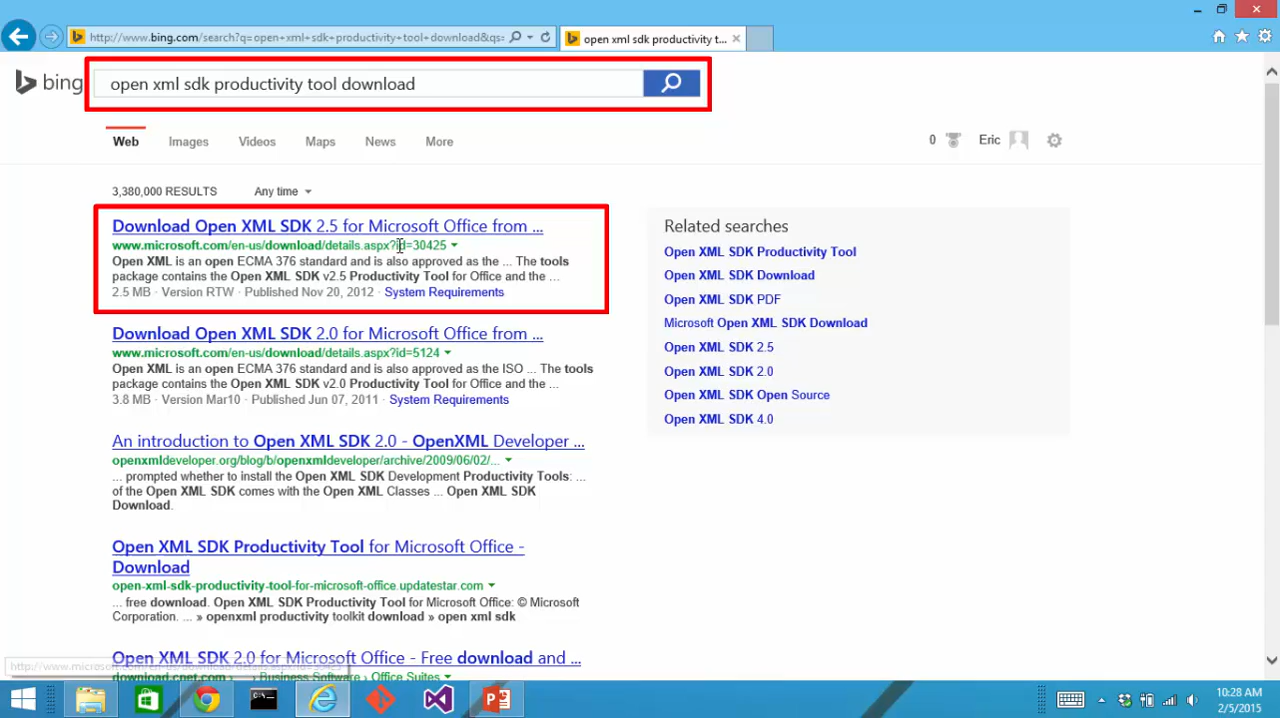 http://www.bing.com/search?q=open+xml+sdk+productivity+tool+download&qs=
open xml sdk productivity t...
bing
open xml sdk productivity tool download
Web Images Videos Maps News More
0 Eric
3,380,000 RESULTS Any time
Download Open XML SDK 2.5 for Microsoft Office from ...
www.microsoft.com/en-us/download/details.aspx?id=30425
Open XML is an open ECMA 376 standard and is also approved as the ... The tools
package contains the Open XML SDK v2.5 Productivity Tool for Office and the ...
2.5 MB · Version RTW · Published Nov 20, 2012 · System Requirements
Download Open XML SDK 2.0 for Microsoft Office from ...
www.microsoft.com/en-us/download/details.aspx?id=5124
Open XML is an open ECMA 376 standard and is also approved as the ISO ... The tools
package contains the Open XML SDK v2.0 Productivity Tool for Office and the ...
3.8 MB · Version Mar10 · Published Jun 07, 2011 · System Requirements
An introduction to Open XML SDK 2.0 - OpenXML Developer ...
openxmldeveloper.org/blog/b/openxmldeveloper/archive/2009/06/02/...
... prompted whether to install the Open XML SDK Development Productivity Tools: ...
of the Open XML SDK comes with the Open XML Classes ... Open XML SDK
Download.
Open XML SDK Productivity Tool for Microsoft Office -
Download
open-xml-sdk-productivity-tool-for-microsoft-office.updatestar.com
... free download. Open XML SDK Productivity Tool for Microsoft Office: © Microsoft
Corporation. ... » openxml productivity toolkit download » open xml sdk
Open XML SDK 2.0 for Microsoft Office - Free download and ...
download.cnet.com › ... › Business Software › Office Suites
Related searches
Open XML SDK Productivity Tool
Open XML SDK Download
Open XML SDK PDF
Microsoft Open XML SDK Download
Open XML SDK 2.5
Open XML SDK 2.0
Open XML SDK Open Source
Open XML SDK 4.0
http://www.microsoft.com/en-us/download/details.aspx?id=30425
10:28 AM
2/5/2015